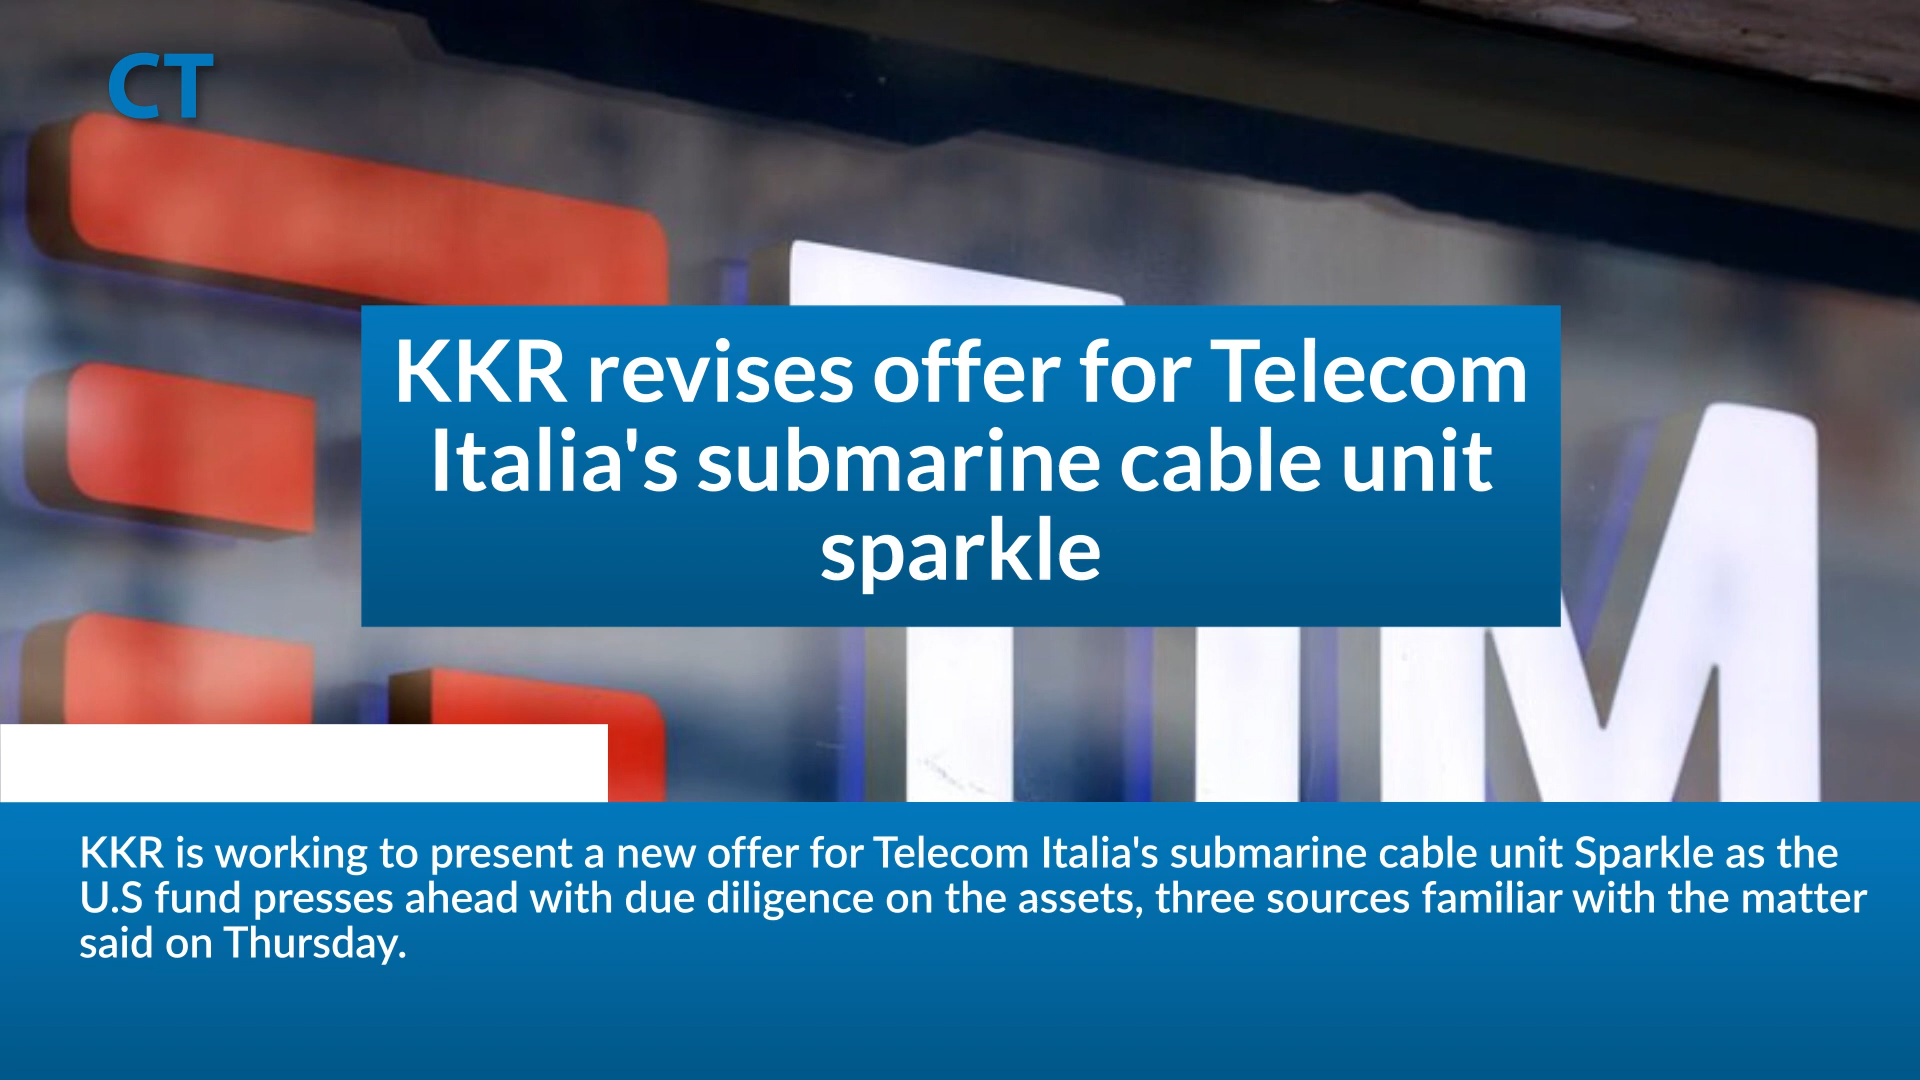 CT
TIM
KKR revises offer for Telecom
Italia's submarine cable unit
sparkle
KKR is working to present a new offer for Telecom Italia's submarine cable unit Sparkle as the
U.S fund presses ahead with due diligence on the assets, three sources familiar with the matter
said on Thursday.